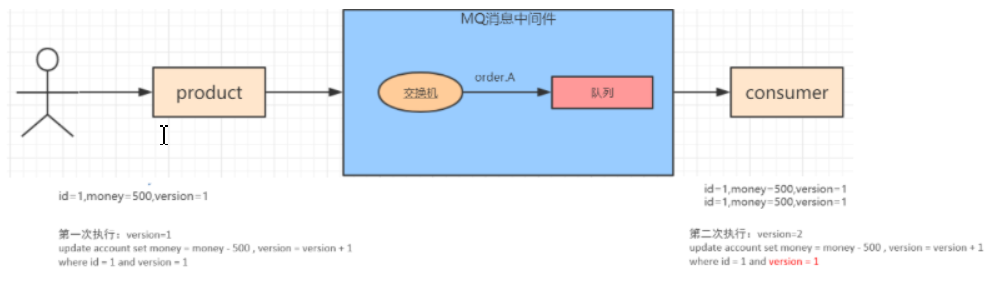 MQ消息中间件
product
交换机
order.A
队列
consumer
id=1,money=500,version=1
id=1,money=500,version=1
id=1,money=500,version=1
第一次执行：version=1
update account set money = money - 500 , version = version + 1
where id = 1 and version = 1
第二次执行：version=2
update account set money = money - 500 , version = version + 1
where id = 1 and version = 1